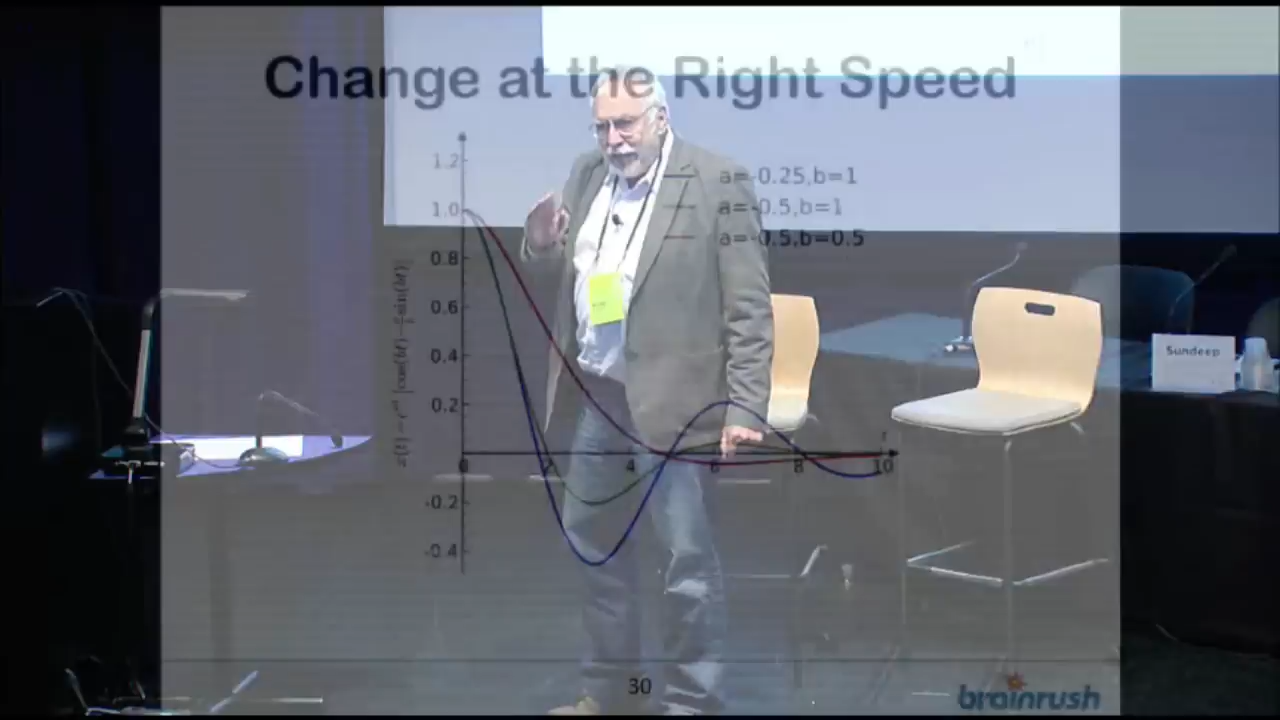 Change at the Right Speed
1.2
1.0
0.8
0.6
0.4
0.2
-0.2
-0.4
0
2
4
6
8
10
t
a=-0.25,b=1
a=-0.5,b=1
a=-0.5,b=0.5
Sundeep
30
brainrush